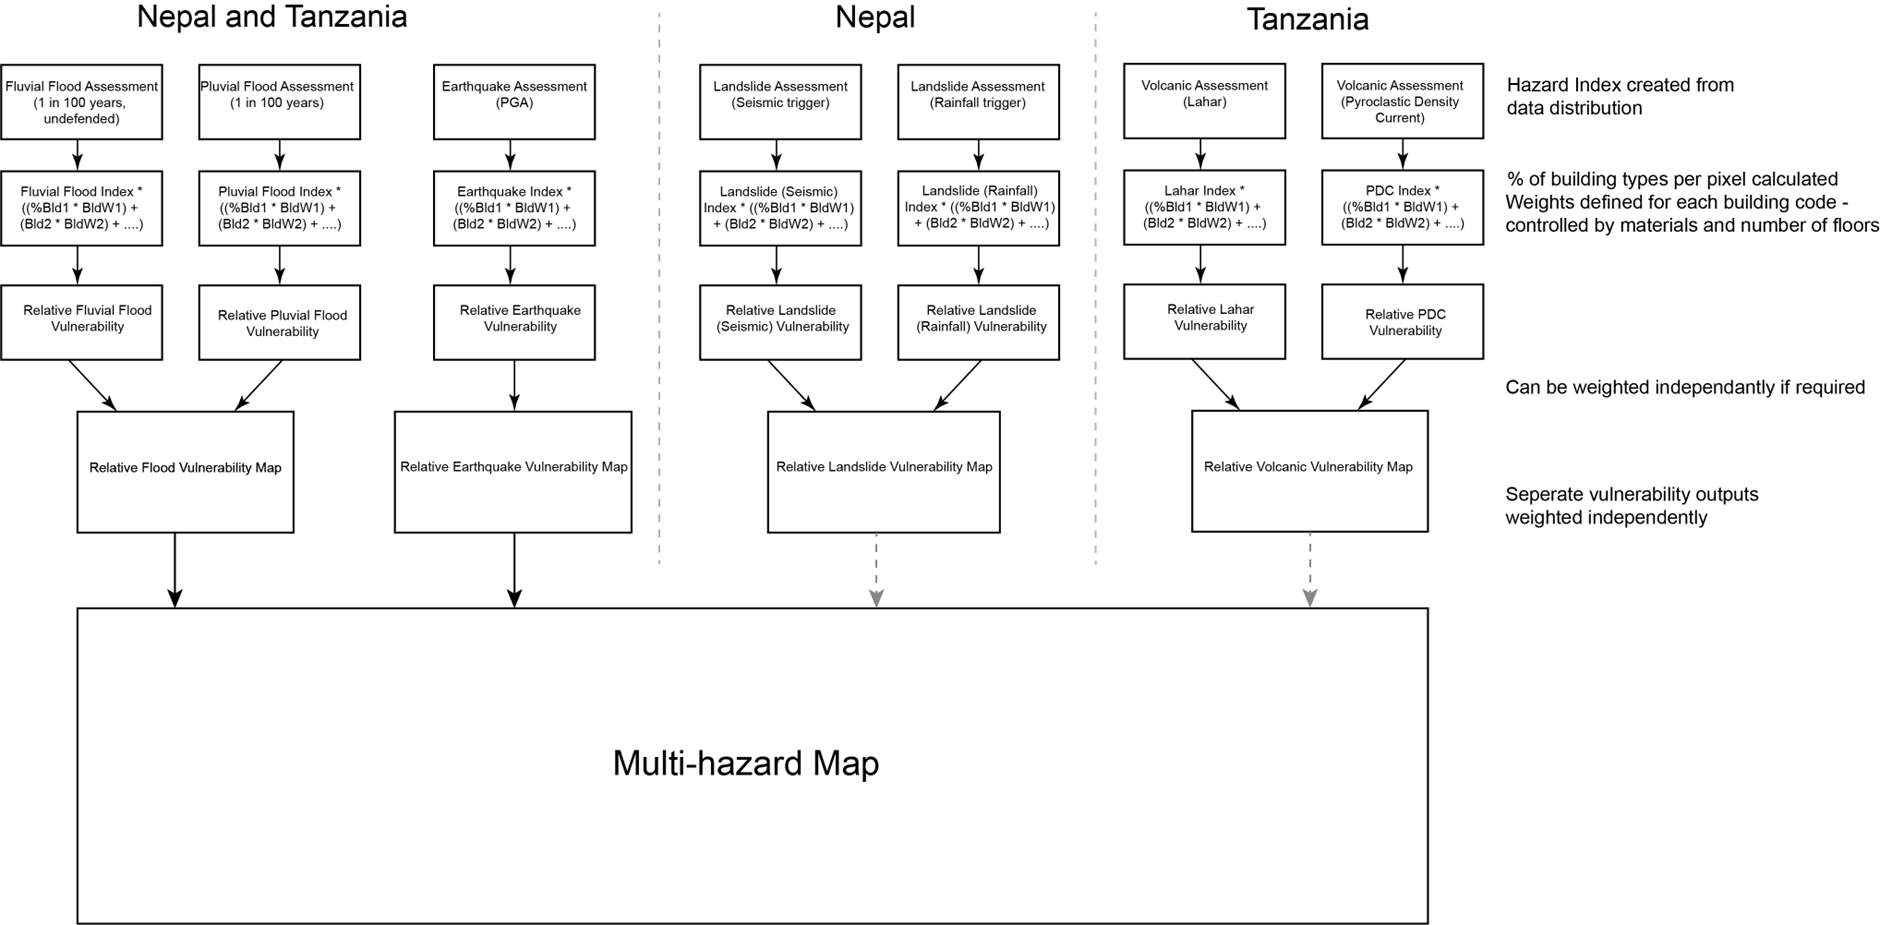 Nepal and Tanzania
Nepal
Tanzania
Fluvial Flood Assessment
(1 in 100 years,
undefended)
Pluvial Flood Assessment
(1 in 100 years)
Earthquake Assessment
(PGA)
Landslide Assessment
(Seismic trigger)
Landslide Assessment
(Rainfall trigger)
Volcanic Assessment
(Lahar)
Volcanic Assessment
(Pyroclastic Density
Current)
Hazard Index created from
data distribution
Fluvial Flood Index *
((%Bld1 * BldW1) +
(Bld2 * BldW2) + ....)
Pluvial Flood Index *
((%Bld1 * BldW1) +
(Bld2 * BldW2) + ....)
Earthquake Index *
((%Bld1 * BldW1) +
(Bld2 * BldW2) + ....)
Landslide (Seismic)
Index * ((%Bld1 * BldW1)
+ (Bld2 * BldW2) + ....)
Landslide (Rainfall)
Index * ((%Bld1 * BldW1)
+ (Bld2 * BldW2) + ....)
Lahar Index *
((%Bld1 * BldW1) +
(Bld2 * BldW2) + ....)
PDC Index *
((%Bld1 * BldW1) +
(Bld2 * BldW2) + ....)
% of building types per pixel calculated
Weights defined for each building code -
controlled by materials and number of floors
Relative Fluvial Flood
Vulnerability
Relative Pluvial Flood
Vulnerability
Relative Earthquake
Vulnerability
Relative Landslide
(Seismic) Vulnerability
Relative Landslide
(Rainfall) Vulnerability
Relative Lahar
Vulnerability
Relative PDC
Vulnerability
Can be weighted independantly if required
Relative Flood Vulnerability Map
Relative Earthquake Vulnerability Map
Relative Landslide Vulnerability Map
Relative Volcanic Vulnerability Map
Seperate vulnerability outputs
weighted independently
Multi-hazard Map